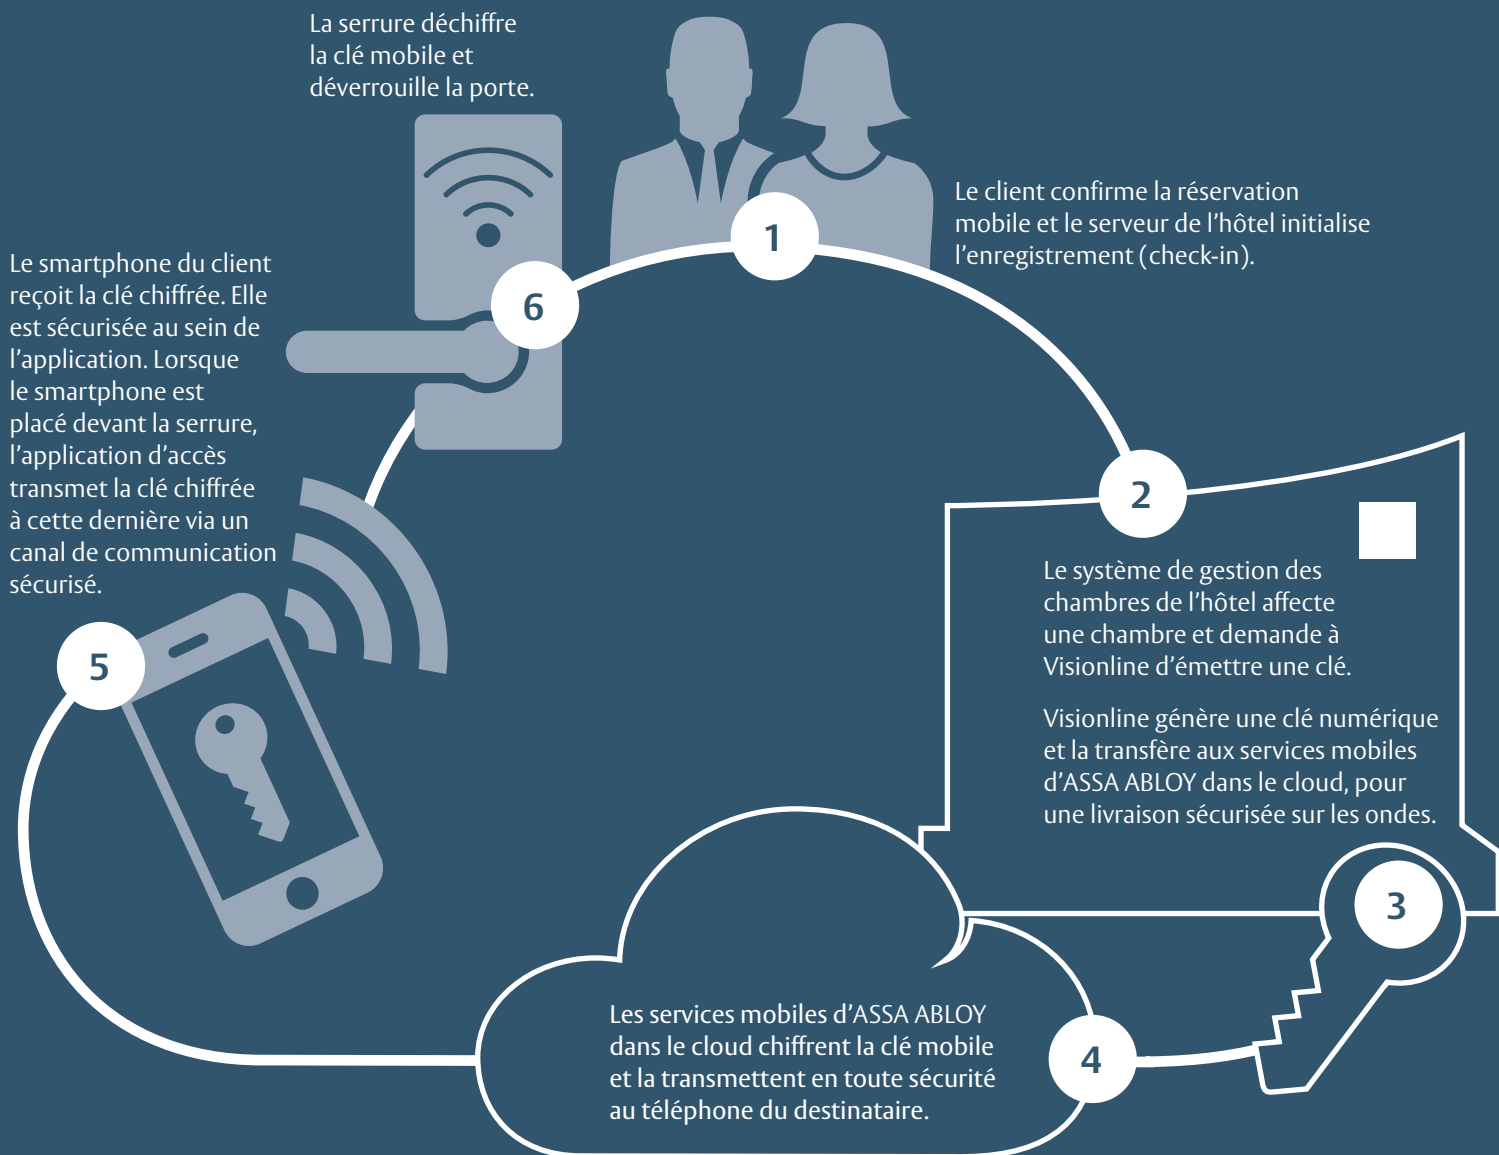 La serrure déchiffre
la clé mobile et
déverrouille la porte.
1
Le client confirme la réservation
mobile et le serveur de l’hôtel initialise
l’enregistrement (check-in).
2
Le système de gestion des
chambres de l’hôtel affecte
une chambre et demande à
Visionline d’émettre une clé.
Visionline génère une clé numérique
et la transfère aux services mobiles
d’ASSA ABLOY dans le cloud, pour
une livraison sécurisée sur les ondes.
3
4
Les services mobiles d’ASSA ABLOY
dans le cloud chiffrent la clé mobile
et la transmettent en toute sécurité
au téléphone du destinataire.
5
Le smartphone du client
reçoit la clé chiffrée. Elle
est sécurisée au sein de
l’application. Lorsque
le smartphone est
placé devant la serrure,
l’application d’accès
transmet la clé chiffrée
à cette dernière via un
canal de communication
sécurisé.
6